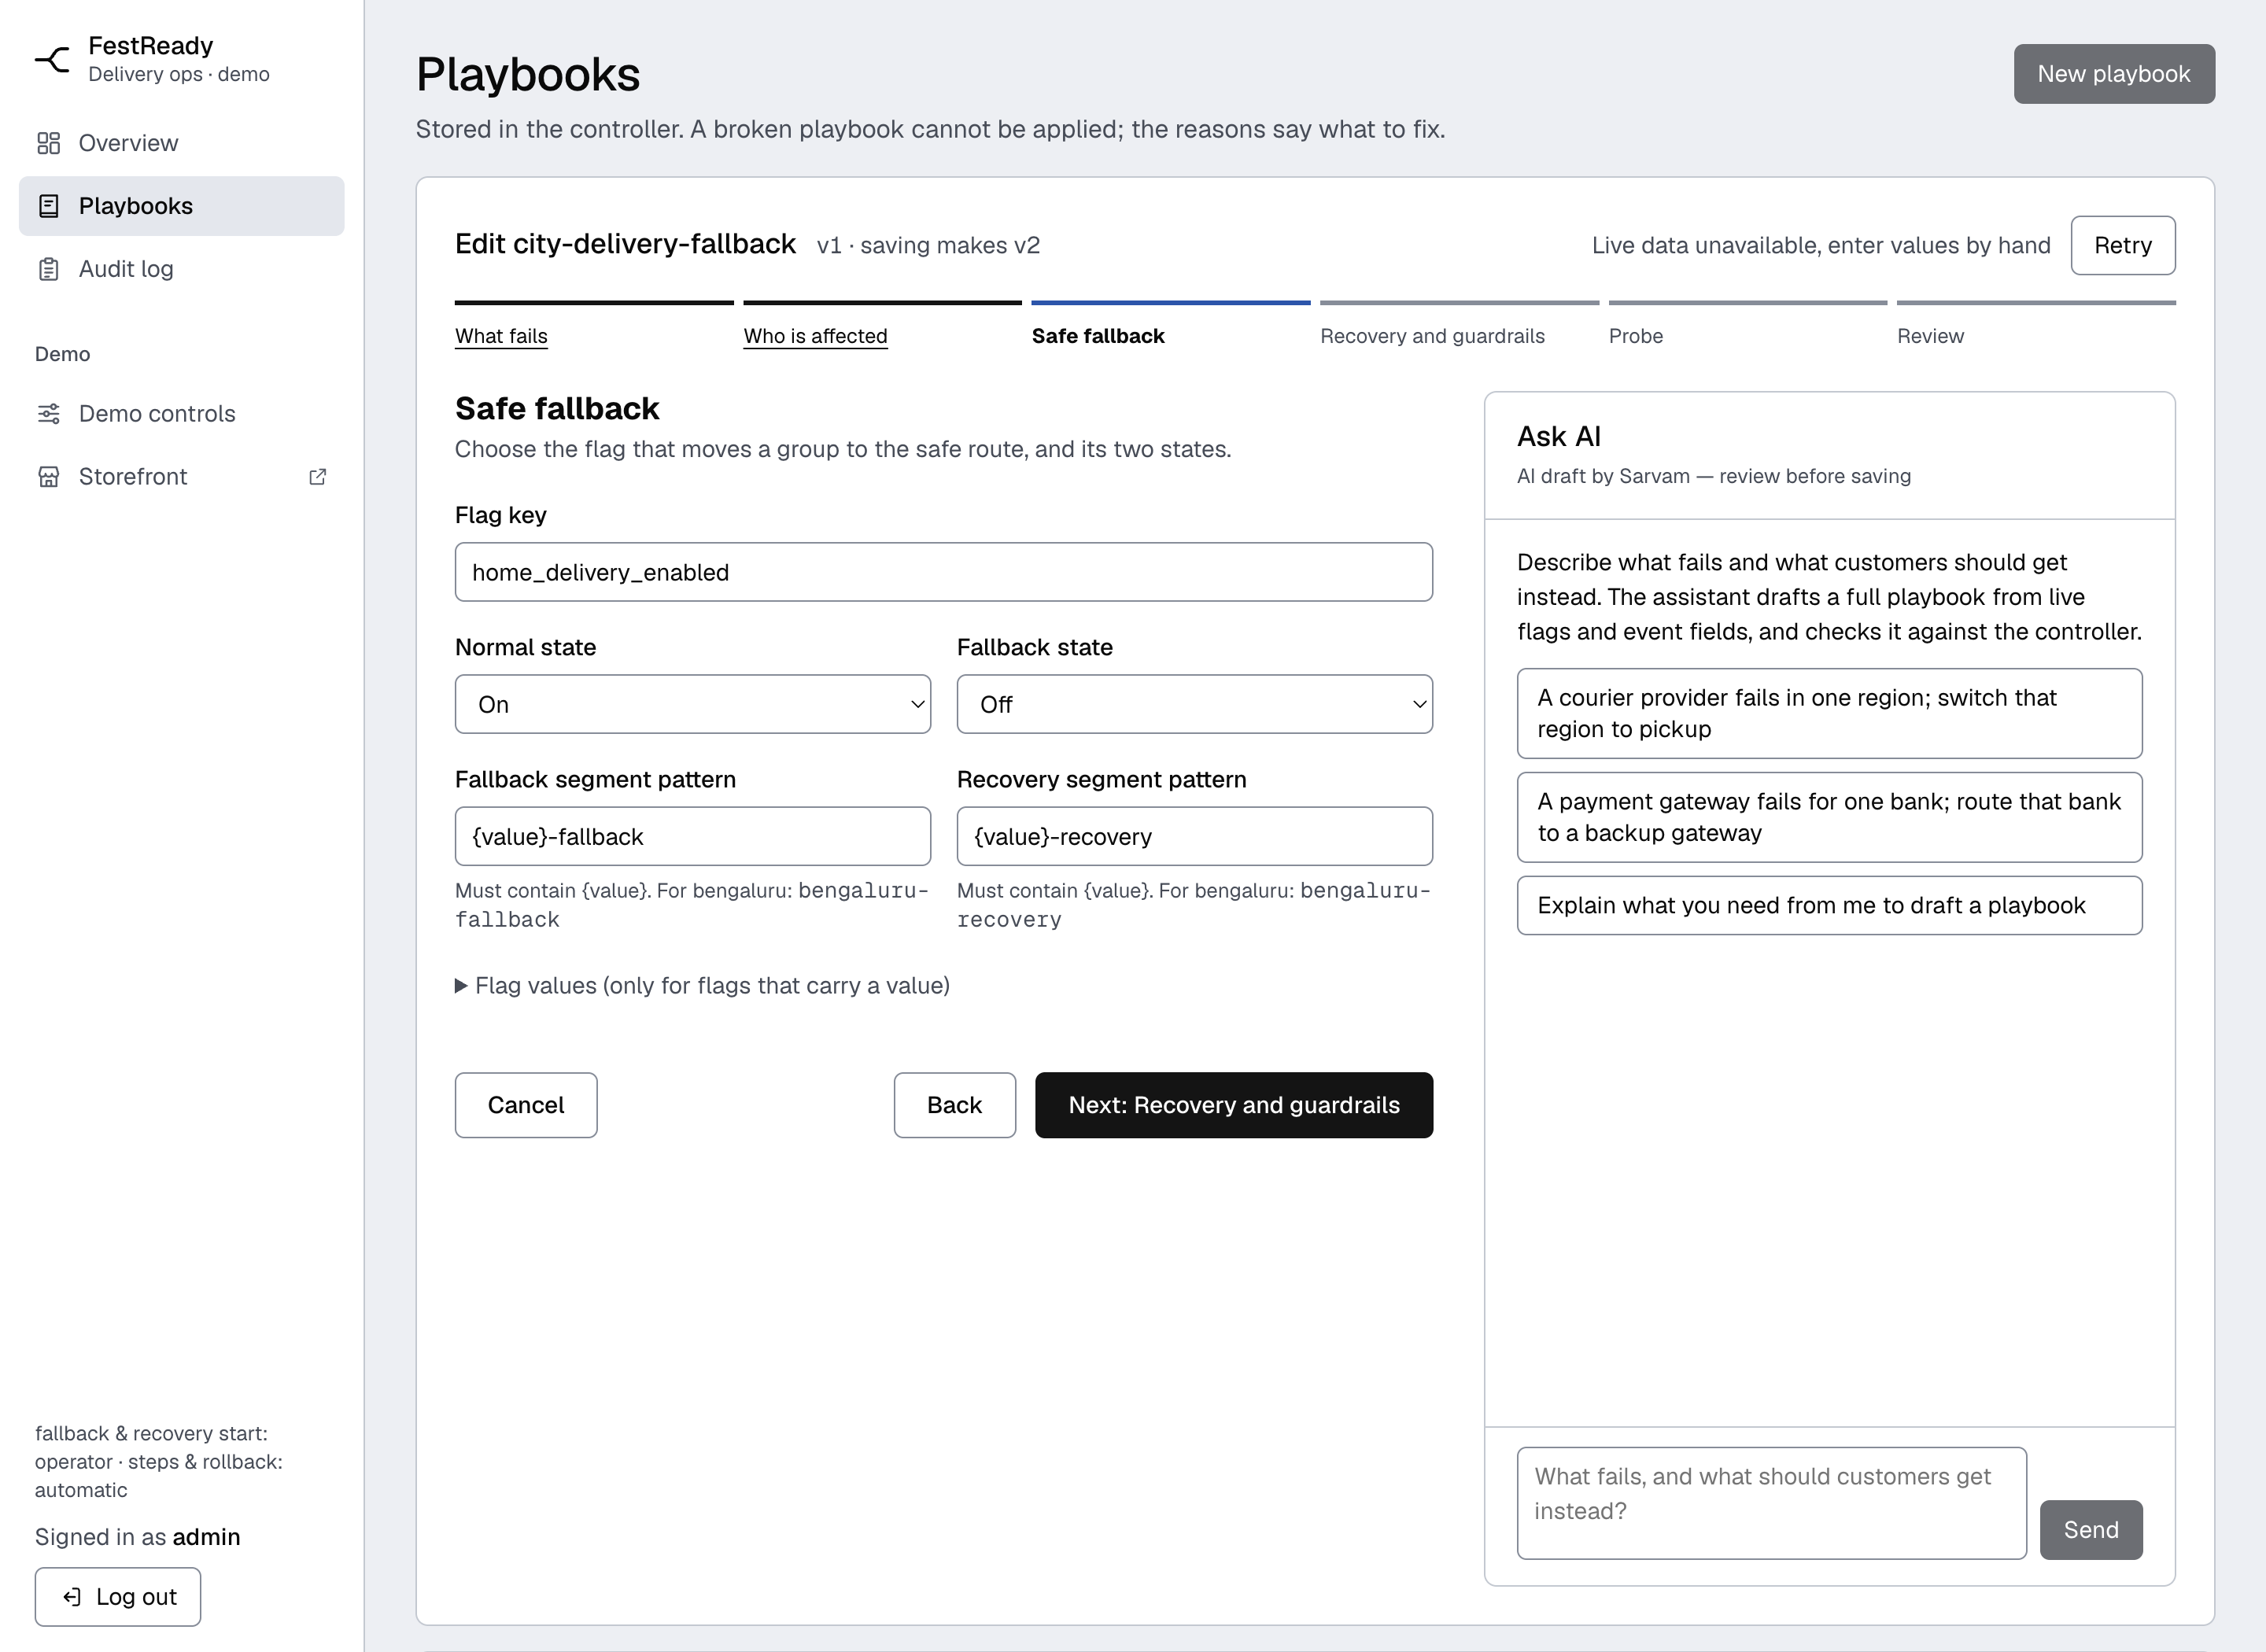 FestReady
Delivery ops · demo
Overview
Playbooks
Audit log
Demo
Demo controls
Storefront
fallback & recovery start:
operator · steps & rollback:
automatic
Signed in as admin
Log out
Playbooks
New playbook
Stored in the controller. A broken playbook cannot be applied; the reasons say what to fix.
Edit city-delivery-fallback v1 · saving makes v2
Live data unavailable, enter values by hand
Retry
What fails
Who is affected
Safe fallback
Recovery and guardrails
Probe
Review
Safe fallback
Choose the flag that moves a group to the safe route, and its two states.
Flag key
home_delivery_enabled
Normal state
On
Fallback state
Off
Fallback segment pattern
{value}-fallback
Must contain {value}. For bengaluru: bengaluru-
fallback
Recovery segment pattern
{value}-recovery
Must contain {value}. For bengaluru: bengaluru-
recovery
Flag values (only for flags that carry a value)
Cancel
Back
Next: Recovery and guardrails
Ask AI
AI draft by Sarvam — review before saving
Describe what fails and what customers should get
instead. The assistant drafts a full playbook from live
flags and event fields, and checks it against the controller.
A courier provider fails in one region; switch that
region to pickup
A payment gateway fails for one bank; route that bank
to a backup gateway
Explain what you need from me to draft a playbook
What fails, and what should customers get
instead?
Send